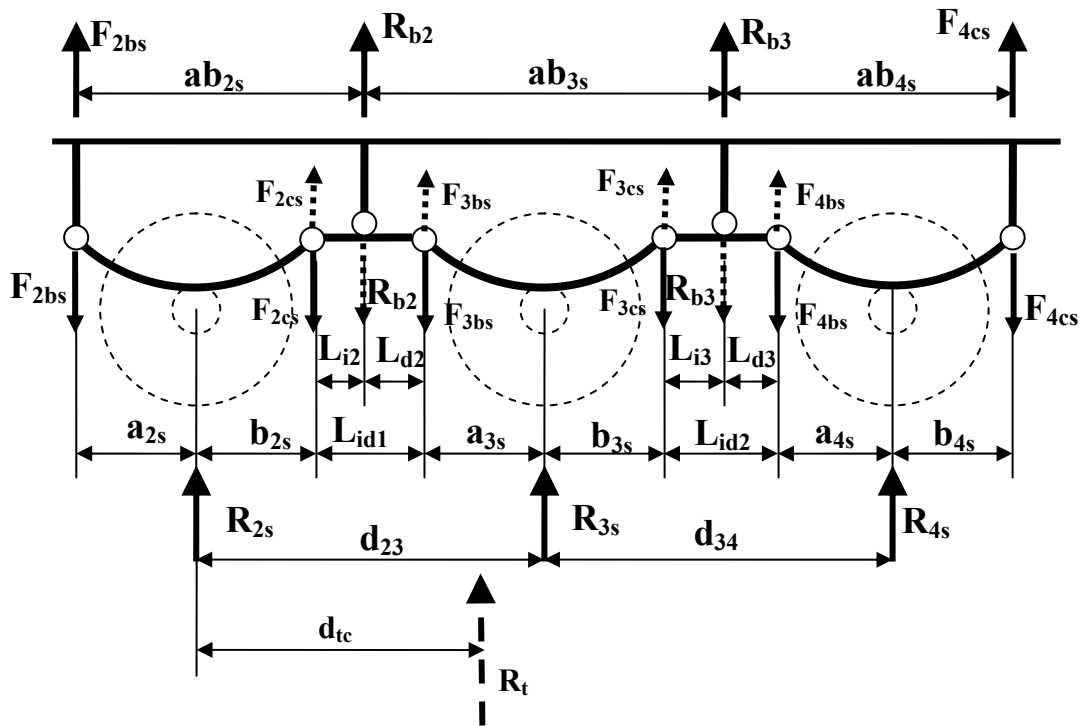 F2bs Rb2 Rb3 F4cs
ab2s ab3s ab4s
F2cs F3bs F3cs F4bs
F2bs F2cs Rb2 F3bs F3cs Rb3 F4bs F4cs
Li2 Ld2 Li3 Ld3
a2s b2s Lid1 a3s b3s Lid2 a4s b4s
R2s R3s R4s
d23 d34
dtc
Rt